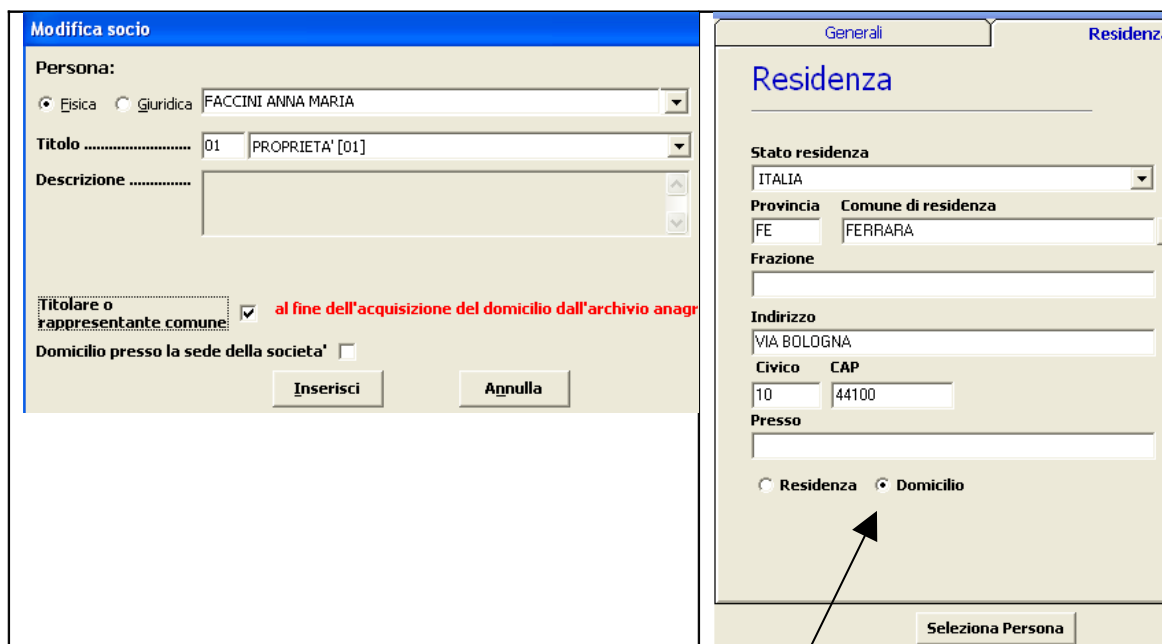 Modifica socio
Persona:
Fisica Giuridica FACCINI ANNA MARIA
Titolo .......................... 01 PROPRIETA' [01]
Descrizione ...............
Titolare o
rappresentante comune al fine dell'acquisizione del domicilio dall'archivio anagr
Domicilio presso la sede della societa'
Inserisci Annulla
Generali Residenza
Residenza
Stato residenza
ITALIA
Provincia Comune di residenza
FE FERRARA
Frazione
Indirizzo
VIA BOLOGNA
Civico CAP
10 44100
Presso
Residenza Domicilio
Seleziona Persona